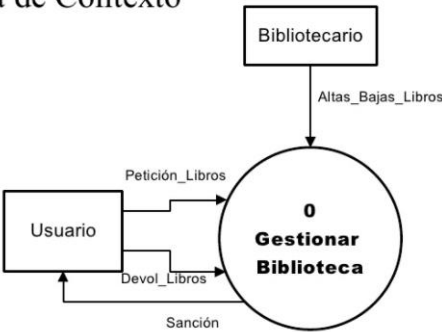 de Contexto
Bibliotecario
Altas_Bajas_Libros
Petición_Libros
Usuario
0
Gestionar
Biblioteca
Devol_Libros
Sanción